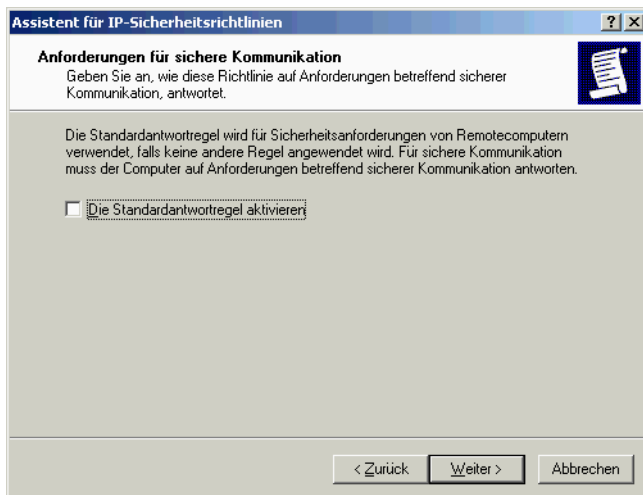 Assistent für IP-Sicherheitsrichtlinien
Anforderungen für sichere Kommunikation
Geben Sie an, wie diese Richtlinie auf Anforderungen betreffend sicherer
Kommunikation, antwortet.
Die Standardantwortregel wird für Sicherheitsanforderungen von Remotecomputern
verwendet, falls keine andere Regel angewendet wird. Für sichere Kommunikation
muss der Computer auf Anforderungen betreffend sicherer Kommunikation antworten.
Die Standardantwortregel aktivieren
< Zurück Weiter > Abbrechen